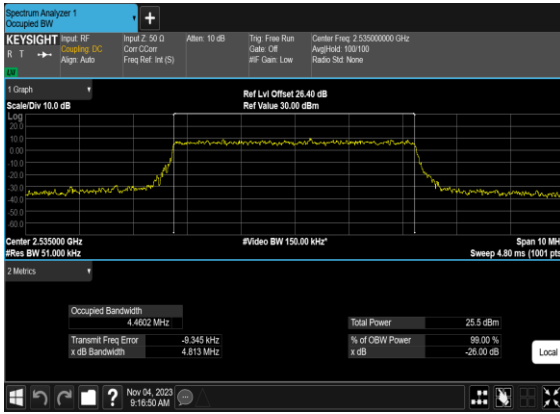 Spectrum Analyzer 1
Occupied BW
KEYSIGHT
R T
LW
Input: RF
Coupling: DC
Align: Auto
Input Z: 50 Ω
Corr CCorr
Freq Ref: Int (S)
Atten: 10 dB
Trig: Free Run
Gate: Off
#IF Gain: Low
Center Freq: 2.535000000 GHz
Avg|Hold: 100/100
Radio Std: None
1 Graph
Scale/Div 10.0 dB
Ref Lvl Offset 26.40 dB
Ref Value 30.00 dBm
Log
20.0
10.0
0.00
-10.0
-20.0
-30.0
-40.0
-50.0
-60.0
Center 2.535000 GHz
#Video BW 150.00 kHz*
Span 10 MH
#Res BW 51.000 kHz
Sweep 4.80 ms (1001 pts
2 Metrics
Occupied Bandwidth
4.4602 MHz
Total Power 25.5 dBm
Transmit Freq Error -9.345 kHz
% of OBW Power 99.00 %
x dB Bandwidth 4.813 MHz
x dB -26.00 dB
Local
?
Nov 04, 2023
9:16:50 AM